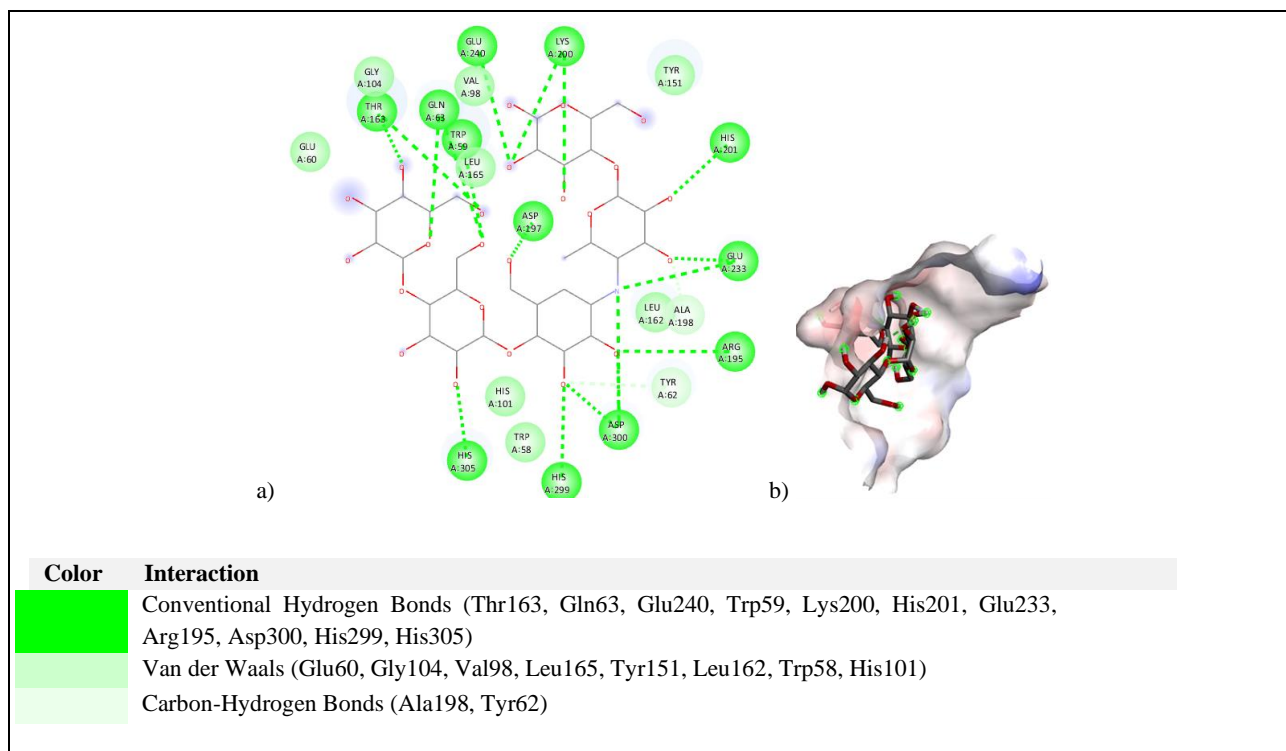 GLU
A:240
LYS
A:200
GLY
A:104
VAL
A:98
TYR
A:151
THR
A:163
GLN
A:63
TRP
A:59
HIS
A:201
GLU
A:60
LEU
A:165
ASP
A:197
GLU
A:233
LEU
A:162
ALA
A:198
ARG
A:195
TYR
A:62
HIS
A:101
TRP
A:58
ASP
A:300
HIS
A:305
HIS
A:299
a)
b)
Color Interaction
Conventional Hydrogen Bonds (Thr163, Gln63, Glu240, Trp59, Lys200, His201, Glu233,
Arg195, Asp300, His299, His305)
Van der Waals (Glu60, Gly104, Val98, Leu165, Tyr151, Leu162, Trp58, His101)
Carbon-Hydrogen Bonds (Ala198, Tyr62)